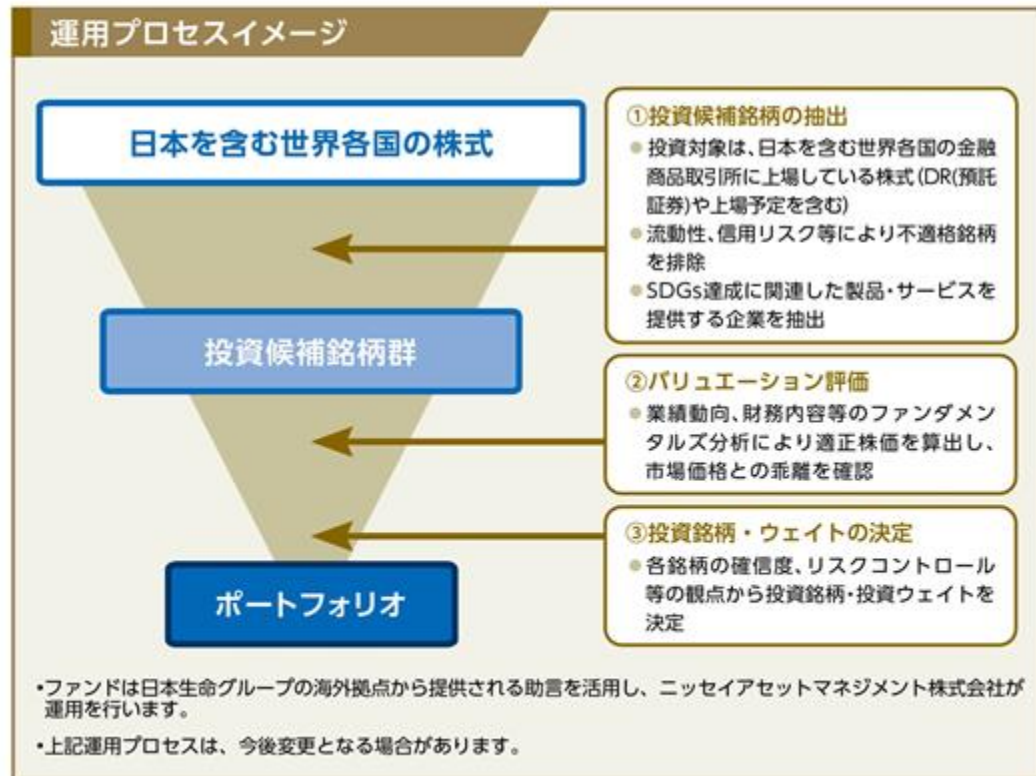 運用プロセスイメージ
日本を含む世界各国の株式
①投資候補銘柄の抽出
●投資対象は、日本を含む世界各国の金融
商品取引所に上場している株式(DR(預託
証券)や上場予定を含む)
●流動性、信用リスク等により不適格銘柄
を排除
●SDGs達成に関連した製品・サービスを
提供する企業を抽出
投資候補銘柄群
②バリュエーション評価
●業績動向、財務内容等のファンダメン
タルズ分析により適正株価を算出し、
市場価格との乖離を確認
③投資銘柄・ウェイトの決定
●各銘柄の確信度、リスクコントロール
等の観点から投資銘柄・投資ウェイトを
決定
ポートフォリオ
•ファンドは日本生命グループの海外拠点から提供される助言を活用し、ニッセイアセットマネジメント株式会社が
運用を行います。
•上記運用プロセスは、今後変更となる場合があります。